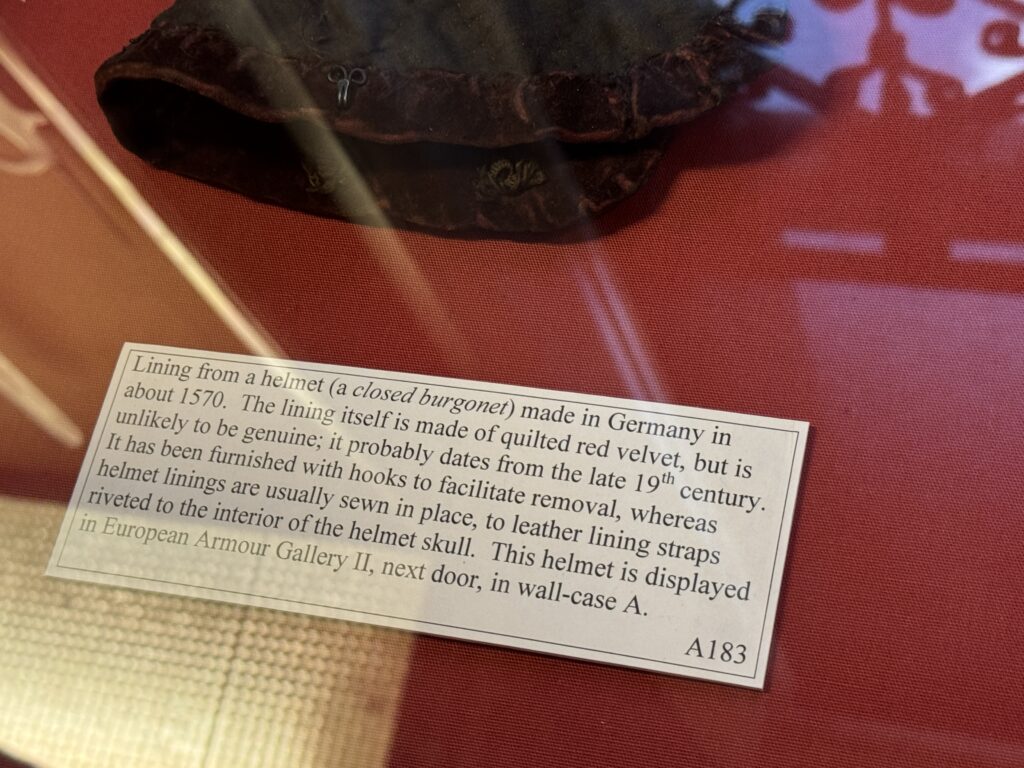 Lining from a helmet (a closed burgonet) made in Germany in
about 1570. The lining itself is made of quilted red velvet, but is
unlikely to be genuine; it probably dates from the late 19th century.
It has been furnished with hooks to facilitate removal, whereas
helmet linings are usually sewn in place, to leather lining straps
riveted to the interior of the helmet skull. This helmet is displayed
in European Armour Gallery II, next door, in wall-case A.
A183